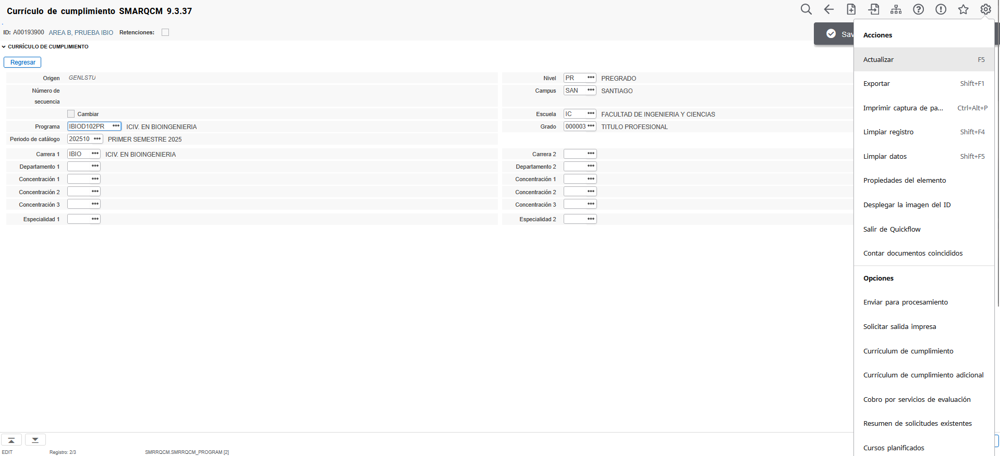 Currículo de cumplimiento SMARQCM 9.3.37
ID: A00193900 AREA B, PRUEBA IBIO Retenciones:
CURRÍCULO DE CUMPLIMIENTO
Regresar
Origen GENLSTU
Nivel PR ••• PREGRADO
Número de
secuencia
Campus SAN ••• SANTIAGO
Cambiar
Escuela IC ••• FACULTAD DE INGENIERIA Y CIENCIAS
Programa IBIOD102PR ••• ICIV. EN BIOINGENIERIA
Grado 000003 ••• TITULO PROFESIONAL
Periodo de catálogo 202510 ••• PRIMER SEMESTRE 2025
Carrera 1 IBIO ••• ICIV. EN BIOINGENIERIA
Carrera 2 •••
Departamento 1 •••
Departamento 2 •••
Concentración 1 •••
Concentración 1 •••
Concentración 2 •••
Concentración 2 •••
Concentración 3 •••
Concentración 3 •••
Especialidad 1 •••
Especialidad 2 •••
EDIT Registro: 2/3 SMRRQCM.SMRRQCM_PROGRAM [2]
Acciones
Actualizar F5
Exportar Shift+F1
Imprimir captura de pa... Ctrl+Alt+P
Limpiar registro Shift+F4
Limpiar datos Shift+F5
Propiedades del elemento
Desplegar la imagen del ID
Salir de Quickflow
Contar documentos coincididos
Opciones
Enviar para procesamiento
Solicitar salida impresa
Currículum de cumplimiento
Currículum de cumplimiento adicional
Cobro por servicios de evaluación
Resumen de solicitudes existentes
Cursos planificados